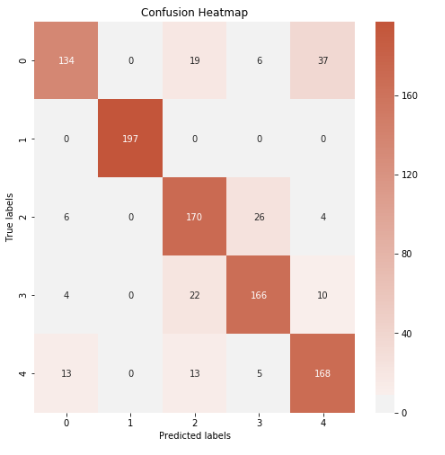 Confusion Heatmap
0 134 0 19 6 37
1 0 197 0 0 0
2 6 0 170 26 4
3 4 0 22 166 10
4 13 0 13 5 168
0 1 2 3 4
True labels
Predicted labels
160
120
80
40
0